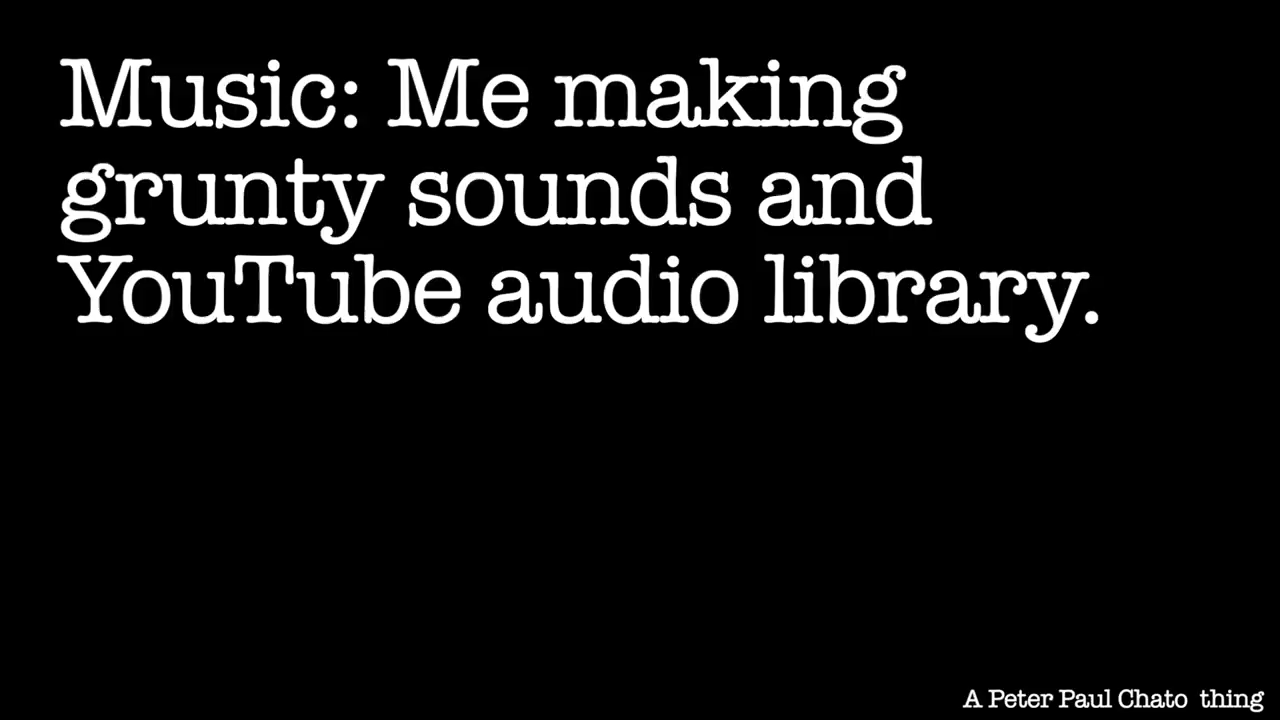 Music: Me making
grunty sounds and
YouTube audio library.
A Peter Paul Chato thing